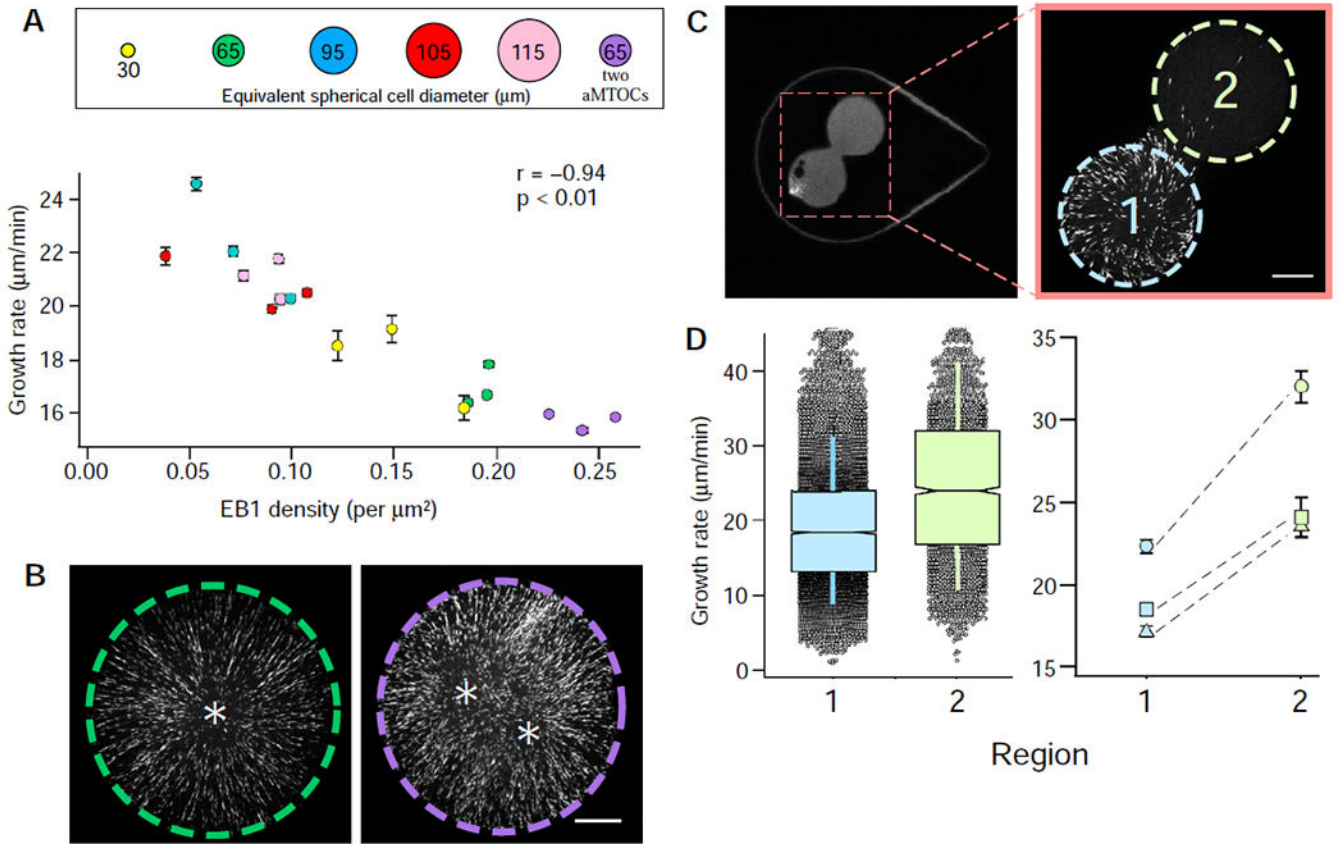 A
65
95
105
115
65
30
two
aMTOCs
Equivalent spherical cell diameter (μm)
r = −0.94
p < 0.01
24
22
20
18
16
Growth rate (μm/min)
0.00
0.05
0.10
0.15
0.20
0.25
EB1 density (per μm²)
B
*
*
*
C
1
2
D
Growth rate (μm/min)
40
30
20
10
0
1
2
35
30
25
20
15
1
2
Region